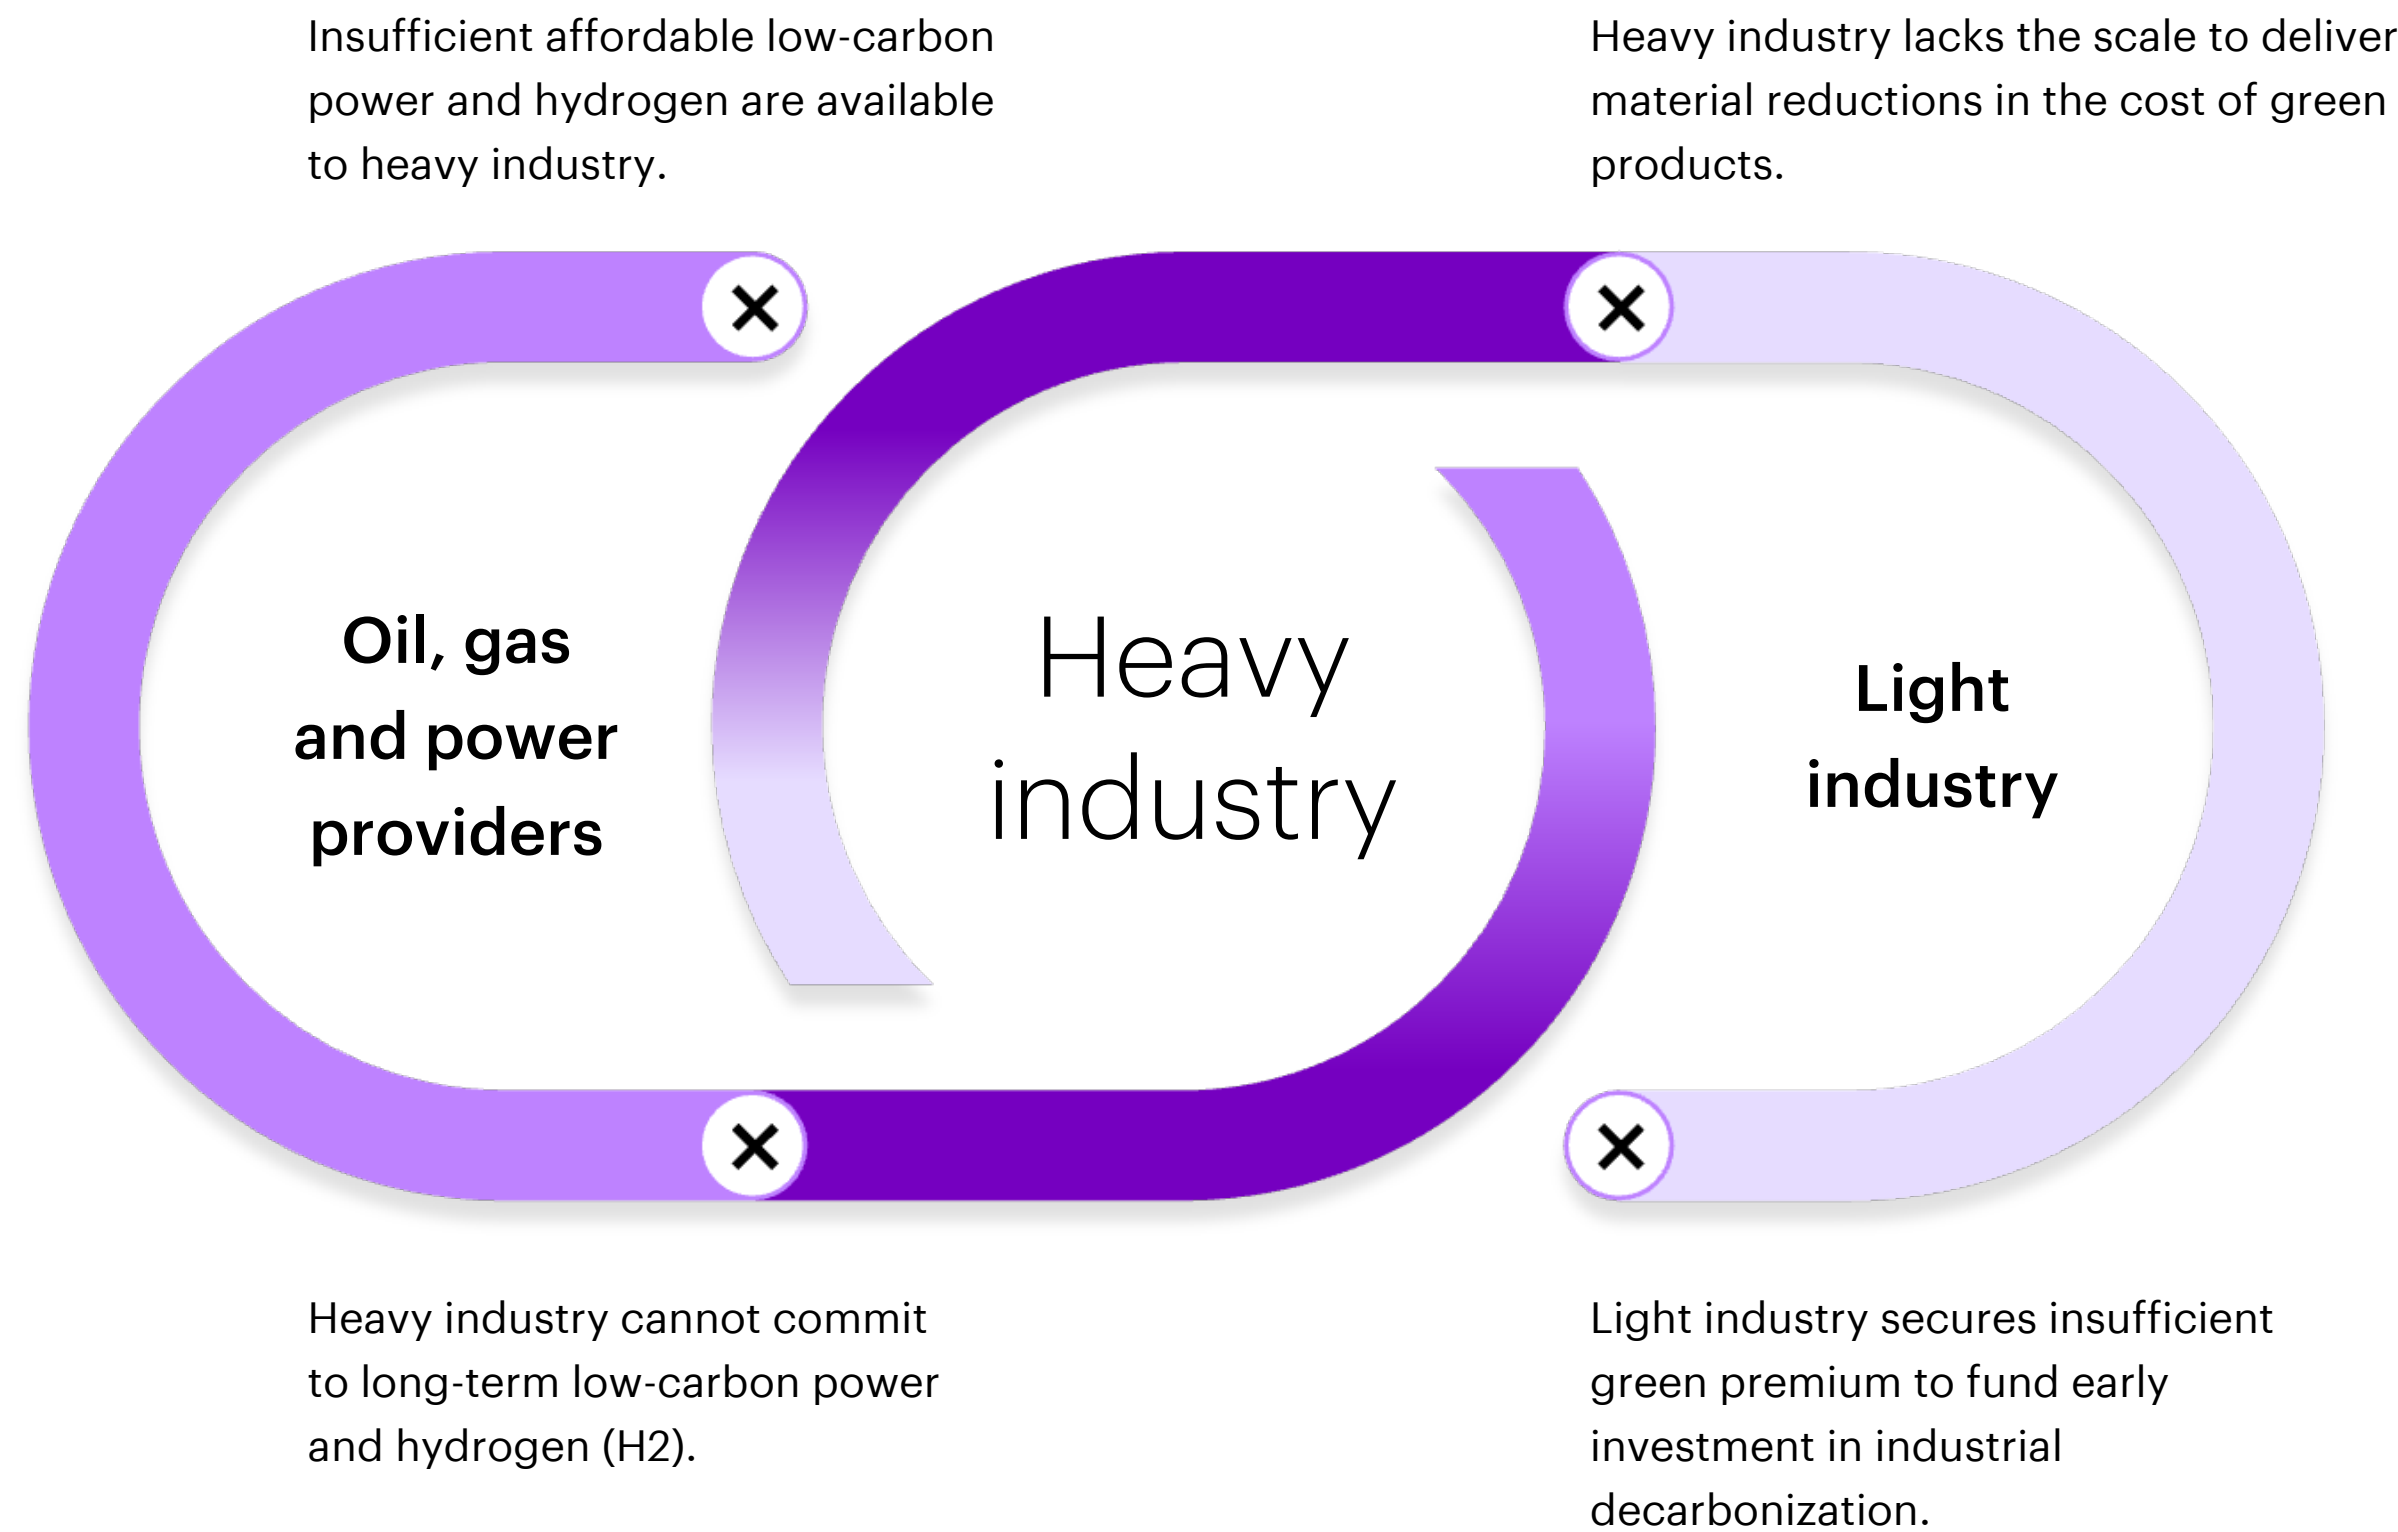 Insufficient affordable low-carbon
power and hydrogen are available
to heavy industry.
Heavy industry lacks the scale to deliver
material reductions in the cost of green
products.
Oil, gas
and power
providers
Heavy
industry
Light
industry
Heavy industry cannot commit
to long-term low-carbon power
and hydrogen (H2).
Light industry secures insufficient
green premium to fund early
investment in industrial
decarbonization.